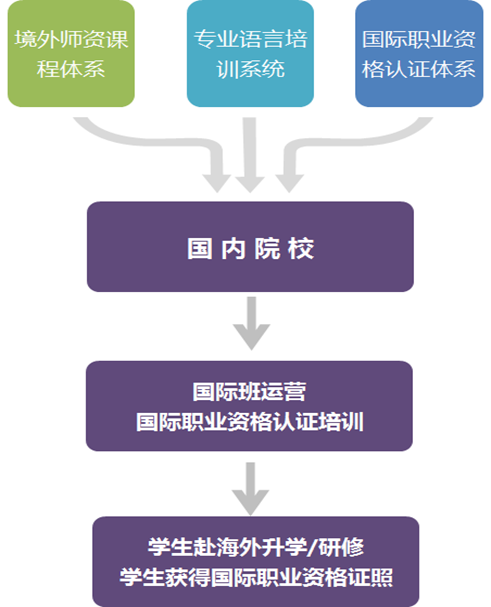 境外师资课
程体系
专业语言培
训系统
国际职业资
格认证体系
国内院校
国际班运营
国际职业资格认证培训
学生赴海外升学/研修
学生获得国际职业资格证照